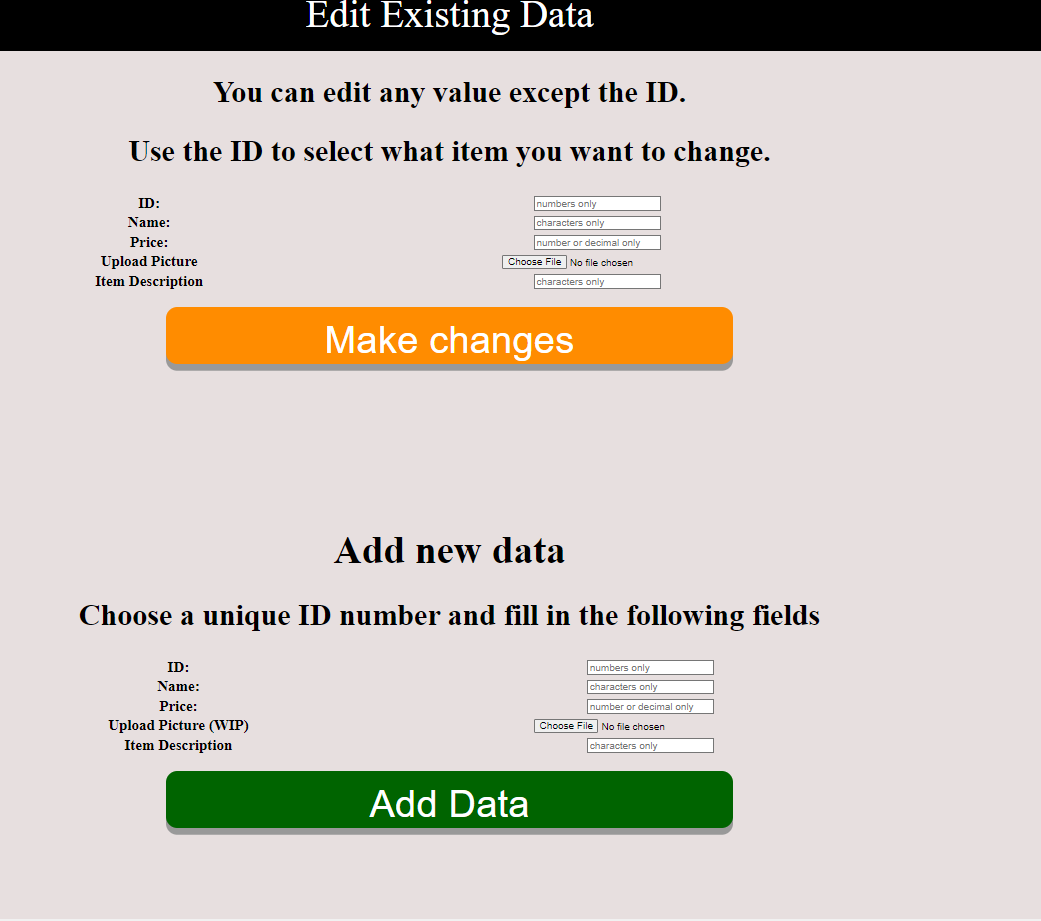 Edit Existing Data
You can edit any value except the ID.
Use the ID to select what item you want to change.
ID: numbers only
Name: characters only
Price: number or decimal only
Upload Picture Choose File No file chosen
Item Description characters only
Make changes
Add new data
Choose a unique ID number and fill in the following fields
ID: numbers only
Name: characters only
Price: number or decimal only
Upload Picture (WIP) Choose File No file chosen
Item Description characters only
Add Data